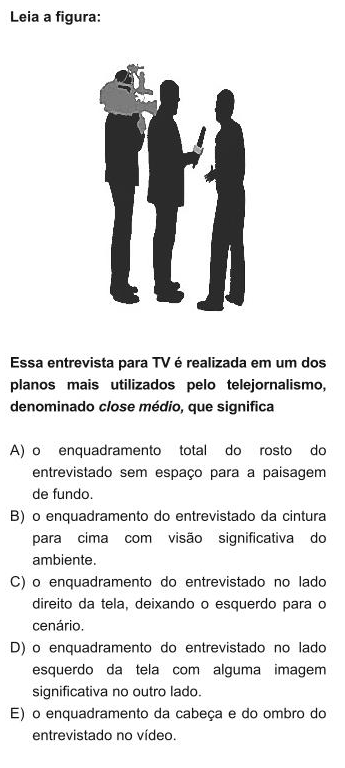 Leia a figura:
Essa entrevista para TV é realizada em um dos
planos mais utilizados pelo telejornalismo,
denominado close médio, que significa
A) o enquadramento total do rosto do
entrevistado sem espaço para a paisagem
de fundo.
B) o enquadramento do entrevistado da cintura
para cima com visão significativa do
ambiente.
C) o enquadramento do entrevistado no lado
direito da tela, deixando o esquerdo para o
cenário.
D) o enquadramento do entrevistado no lado
esquerdo da tela com alguma imagem
significativa no outro lado.
E) o enquadramento da cabeça e do ombro do
entrevistado no vídeo.